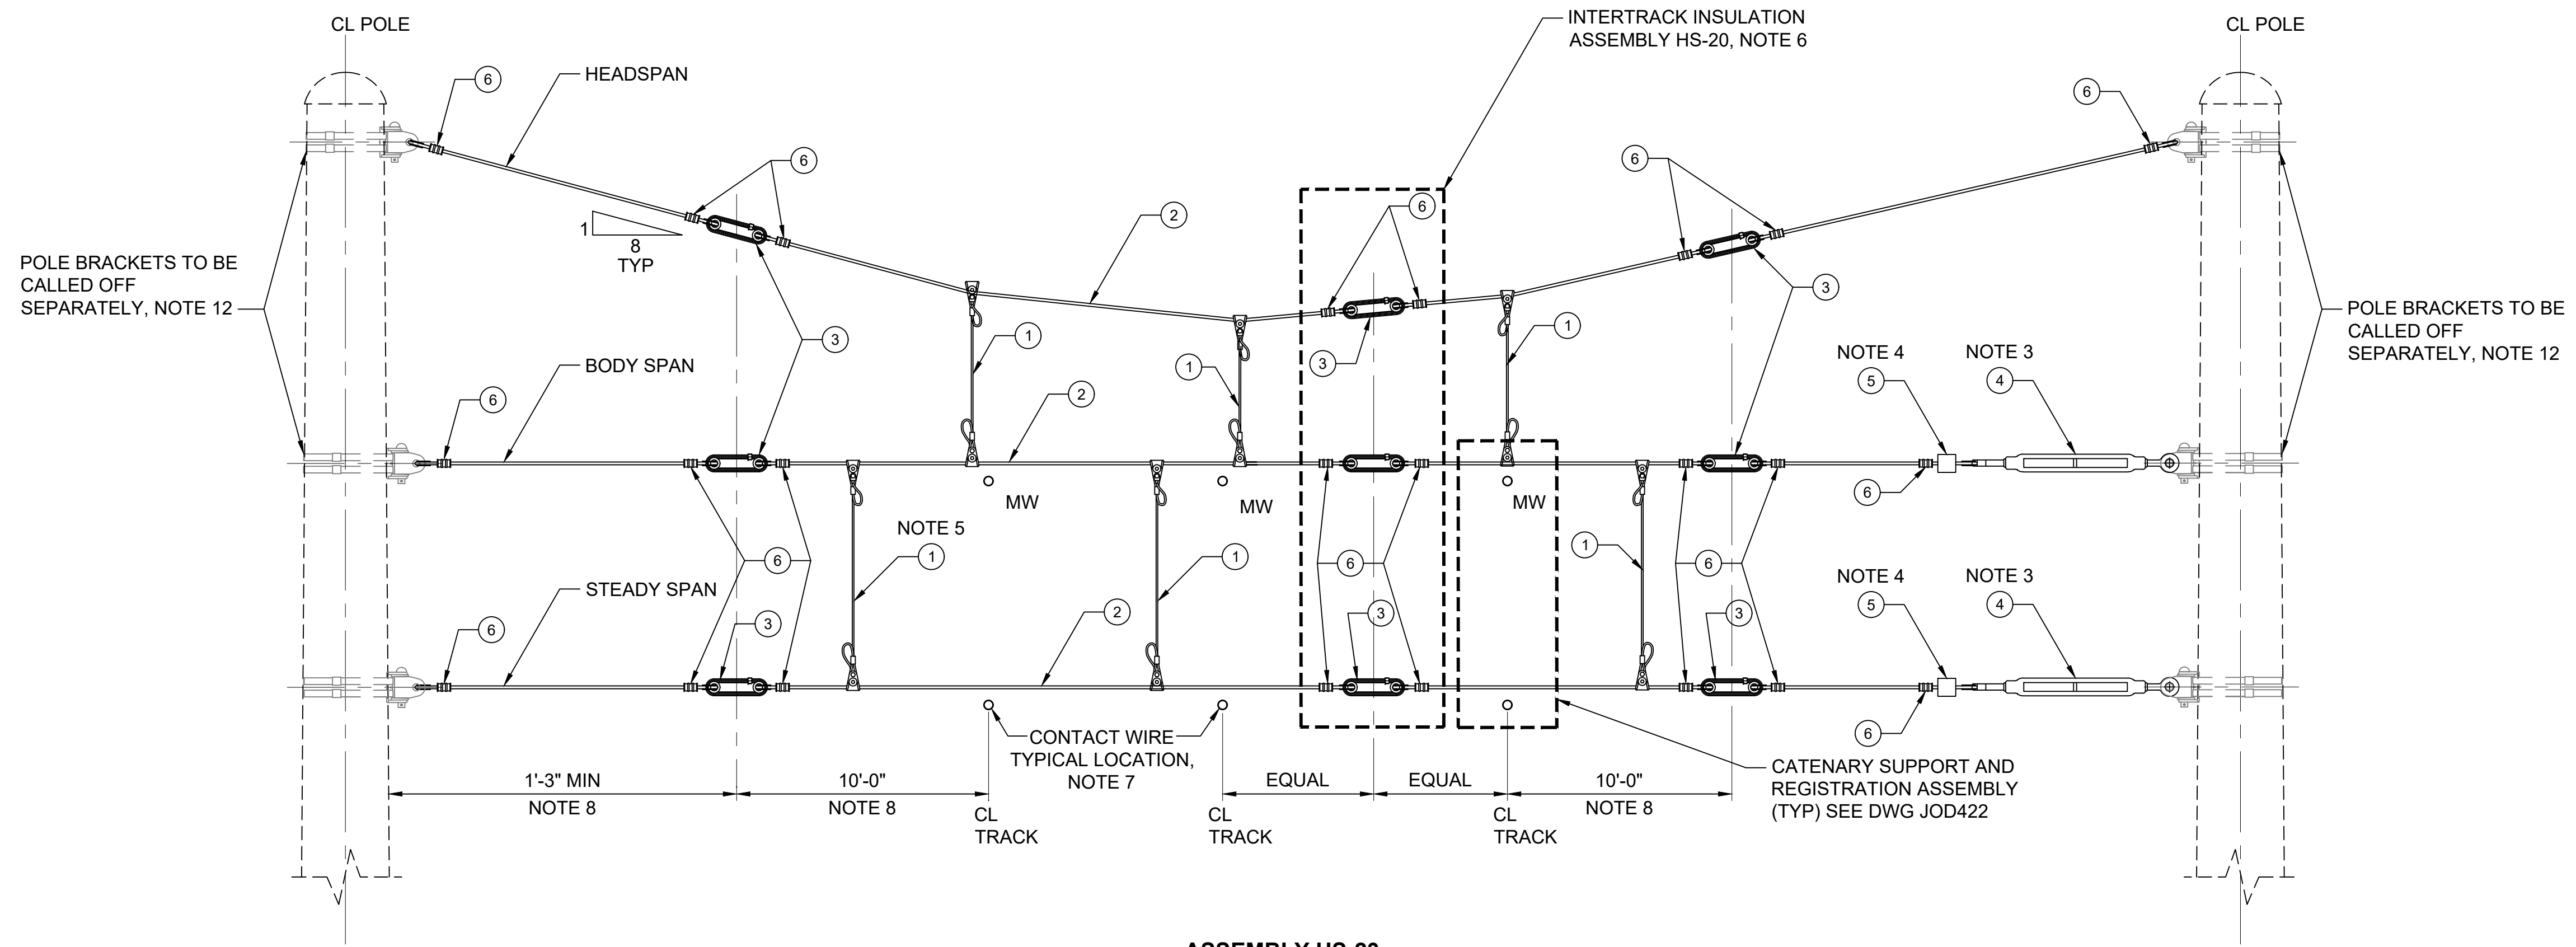 CL POLE
INTERTRACK INSULATION
ASSEMBLY HS-20, NOTE 6
CL POLE
HEADSPAN
6
6
6
6
2
6
1
8
TYP
POLE BRACKETS TO BE
CALLED OFF
SEPARATELY, NOTE 12
3
3
POLE BRACKETS TO BE
CALLED OFF
SEPARATELY, NOTE 12
1
1
3
1
BODY SPAN
NOTE 4
NOTE 3
5
4
6
2
6
MW
MW
MW
NOTE 5
1
1
1
6
6
6
STEADY SPAN
NOTE 4
NOTE 3
5
4
6
3
2
3
3
6
CONTACT WIRE
TYPICAL LOCATION,
NOTE 7
1'-3" MIN
NOTE 8
10'-0"
NOTE 8
EQUAL
EQUAL
10'-0"
NOTE 8
CATENARY SUPPORT AND
REGISTRATION ASSEMBLY
(TYP) SEE DWG JOD422
CL
TRACK
CL
TRACK
CL
TRACK